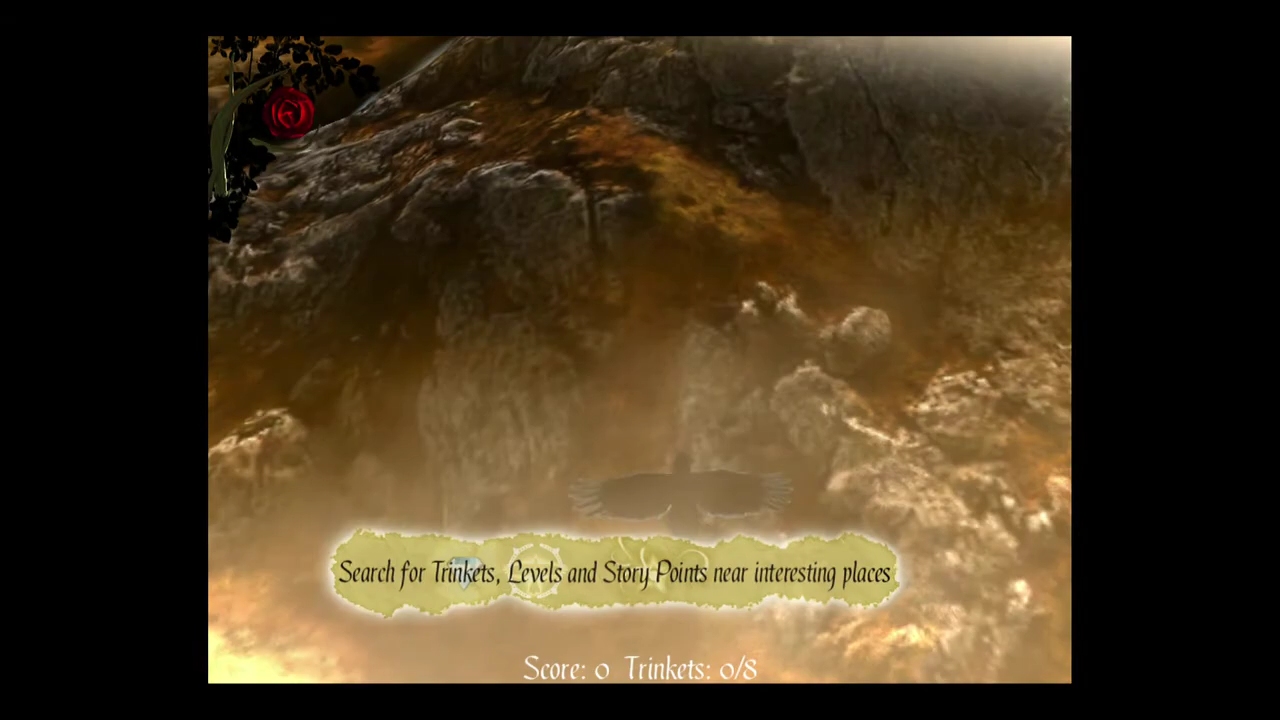 Search for Trinkets, Levels and Story Points near interesting places
Score: 0 Trinkets: 0/8